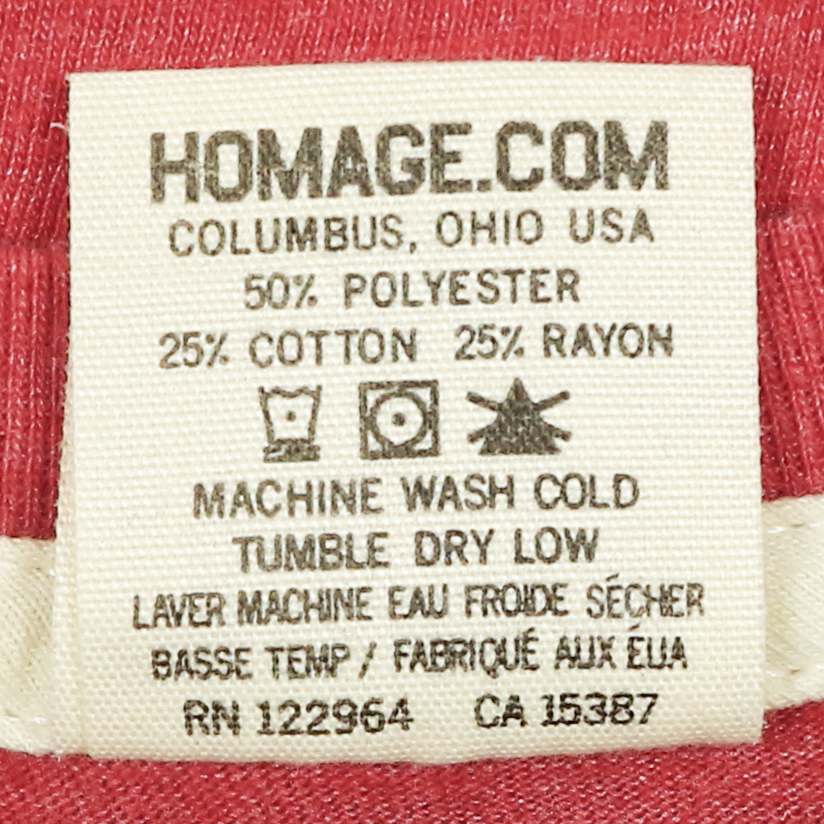 HOMAGE.COM
COLUMBUS, OHIO USA
50% POLYESTER
25% COTTON 25% RAYON
MACHINE WASH COLD
TUMBLE DRY LOW
LAVER MACHINE EAU FROIDE SÉCHER
BASSE TEMP / FABRIQUÉ AUX ÉUA
RN 122964 CA 15387